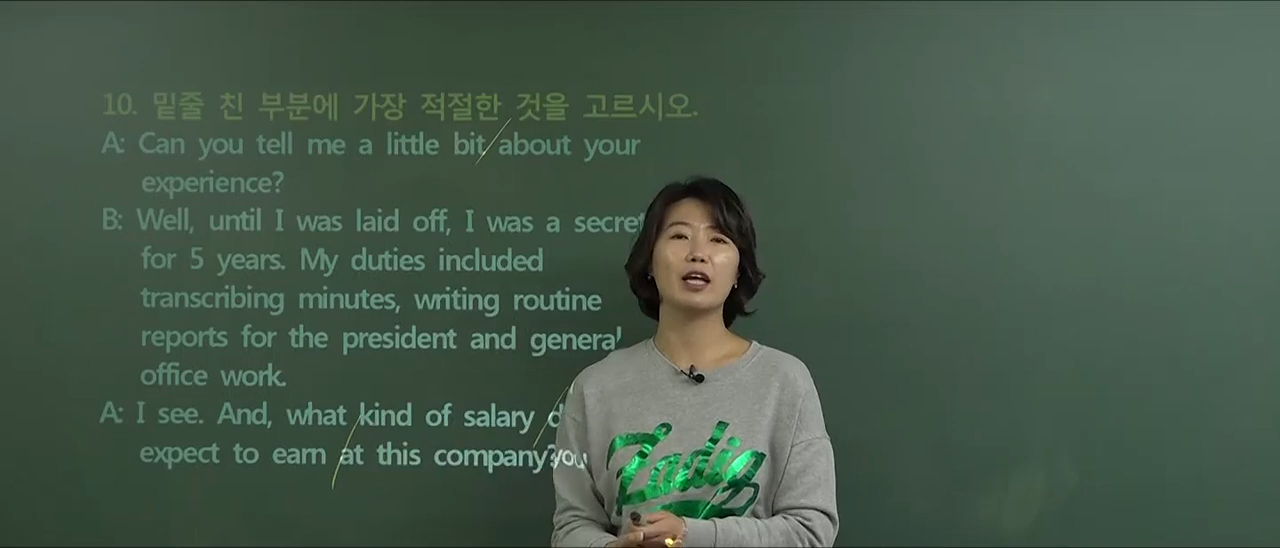 10. 밑줄 친 부분에 가장 적절한 것을 고르시오.
A: Can you tell me a little bit about your
experience?
B: Well, until I was laid off, I was a
for 5 years. My duties included
transcribing minutes, writing routine
reports for the president and general
office work.
A: I see. And, what kind of salary
expect to earn at this company?
Zadig